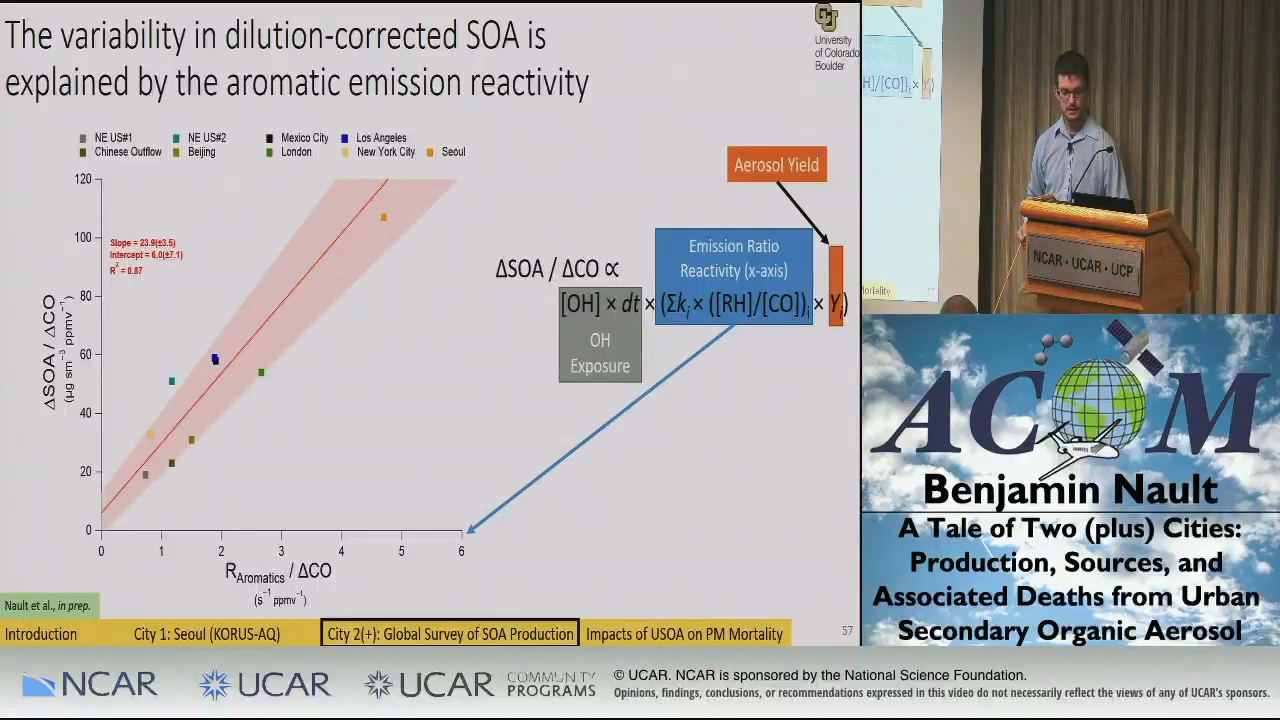 The variability in dilution-corrected SOA is
explained by the aromatic emission reactivity
University
of Colorado
Boulder
NE US#1
NE US#2
Mexico City
Los Angeles
Chinese Outflow
Beijing
London
New York City
Seoul
120
100
80
60
40
20
0
Slope = 23.9(±3.5)
Intercept = 6.0(±7.1)
R² = 0.87
ΔSOA / ΔCO
(µg sm⁻³ ppmv⁻¹)
0 1 2 3 4 5 6
R_Aromatics / ΔCO
(s⁻¹ ppmv⁻¹)
Aerosol Yield
Emission Ratio
Reactivity (x-axis)
ΔSOA / ΔCO ∝
[OH] × dt × (Σk_i × ([RH]/[CO])_i × Y_i)
OH
Exposure
Nault et al., in prep.
Introduction
City 1: Seoul (KORUS-AQ)
City 2(+): Global Survey of SOA Production
Impacts of USOA on PM Mortality
57
H]/[CO])_i × Y_i)
Mortality
NCAR · UCAR · UCP
ACOM
Benjamin Nault
A Tale of Two (plus) Cities:
Production, Sources, and
Associated Deaths from Urban
Secondary Organic Aerosol
NCAR
UCAR
UCAR
COMMUNITY
PROGRAMS
© UCAR. NCAR is sponsored by the National Science Foundation.
Opinions, findings, conclusions, or recommendations expressed in this video do not necessarily reflect the views of any of UCAR's sponsors.